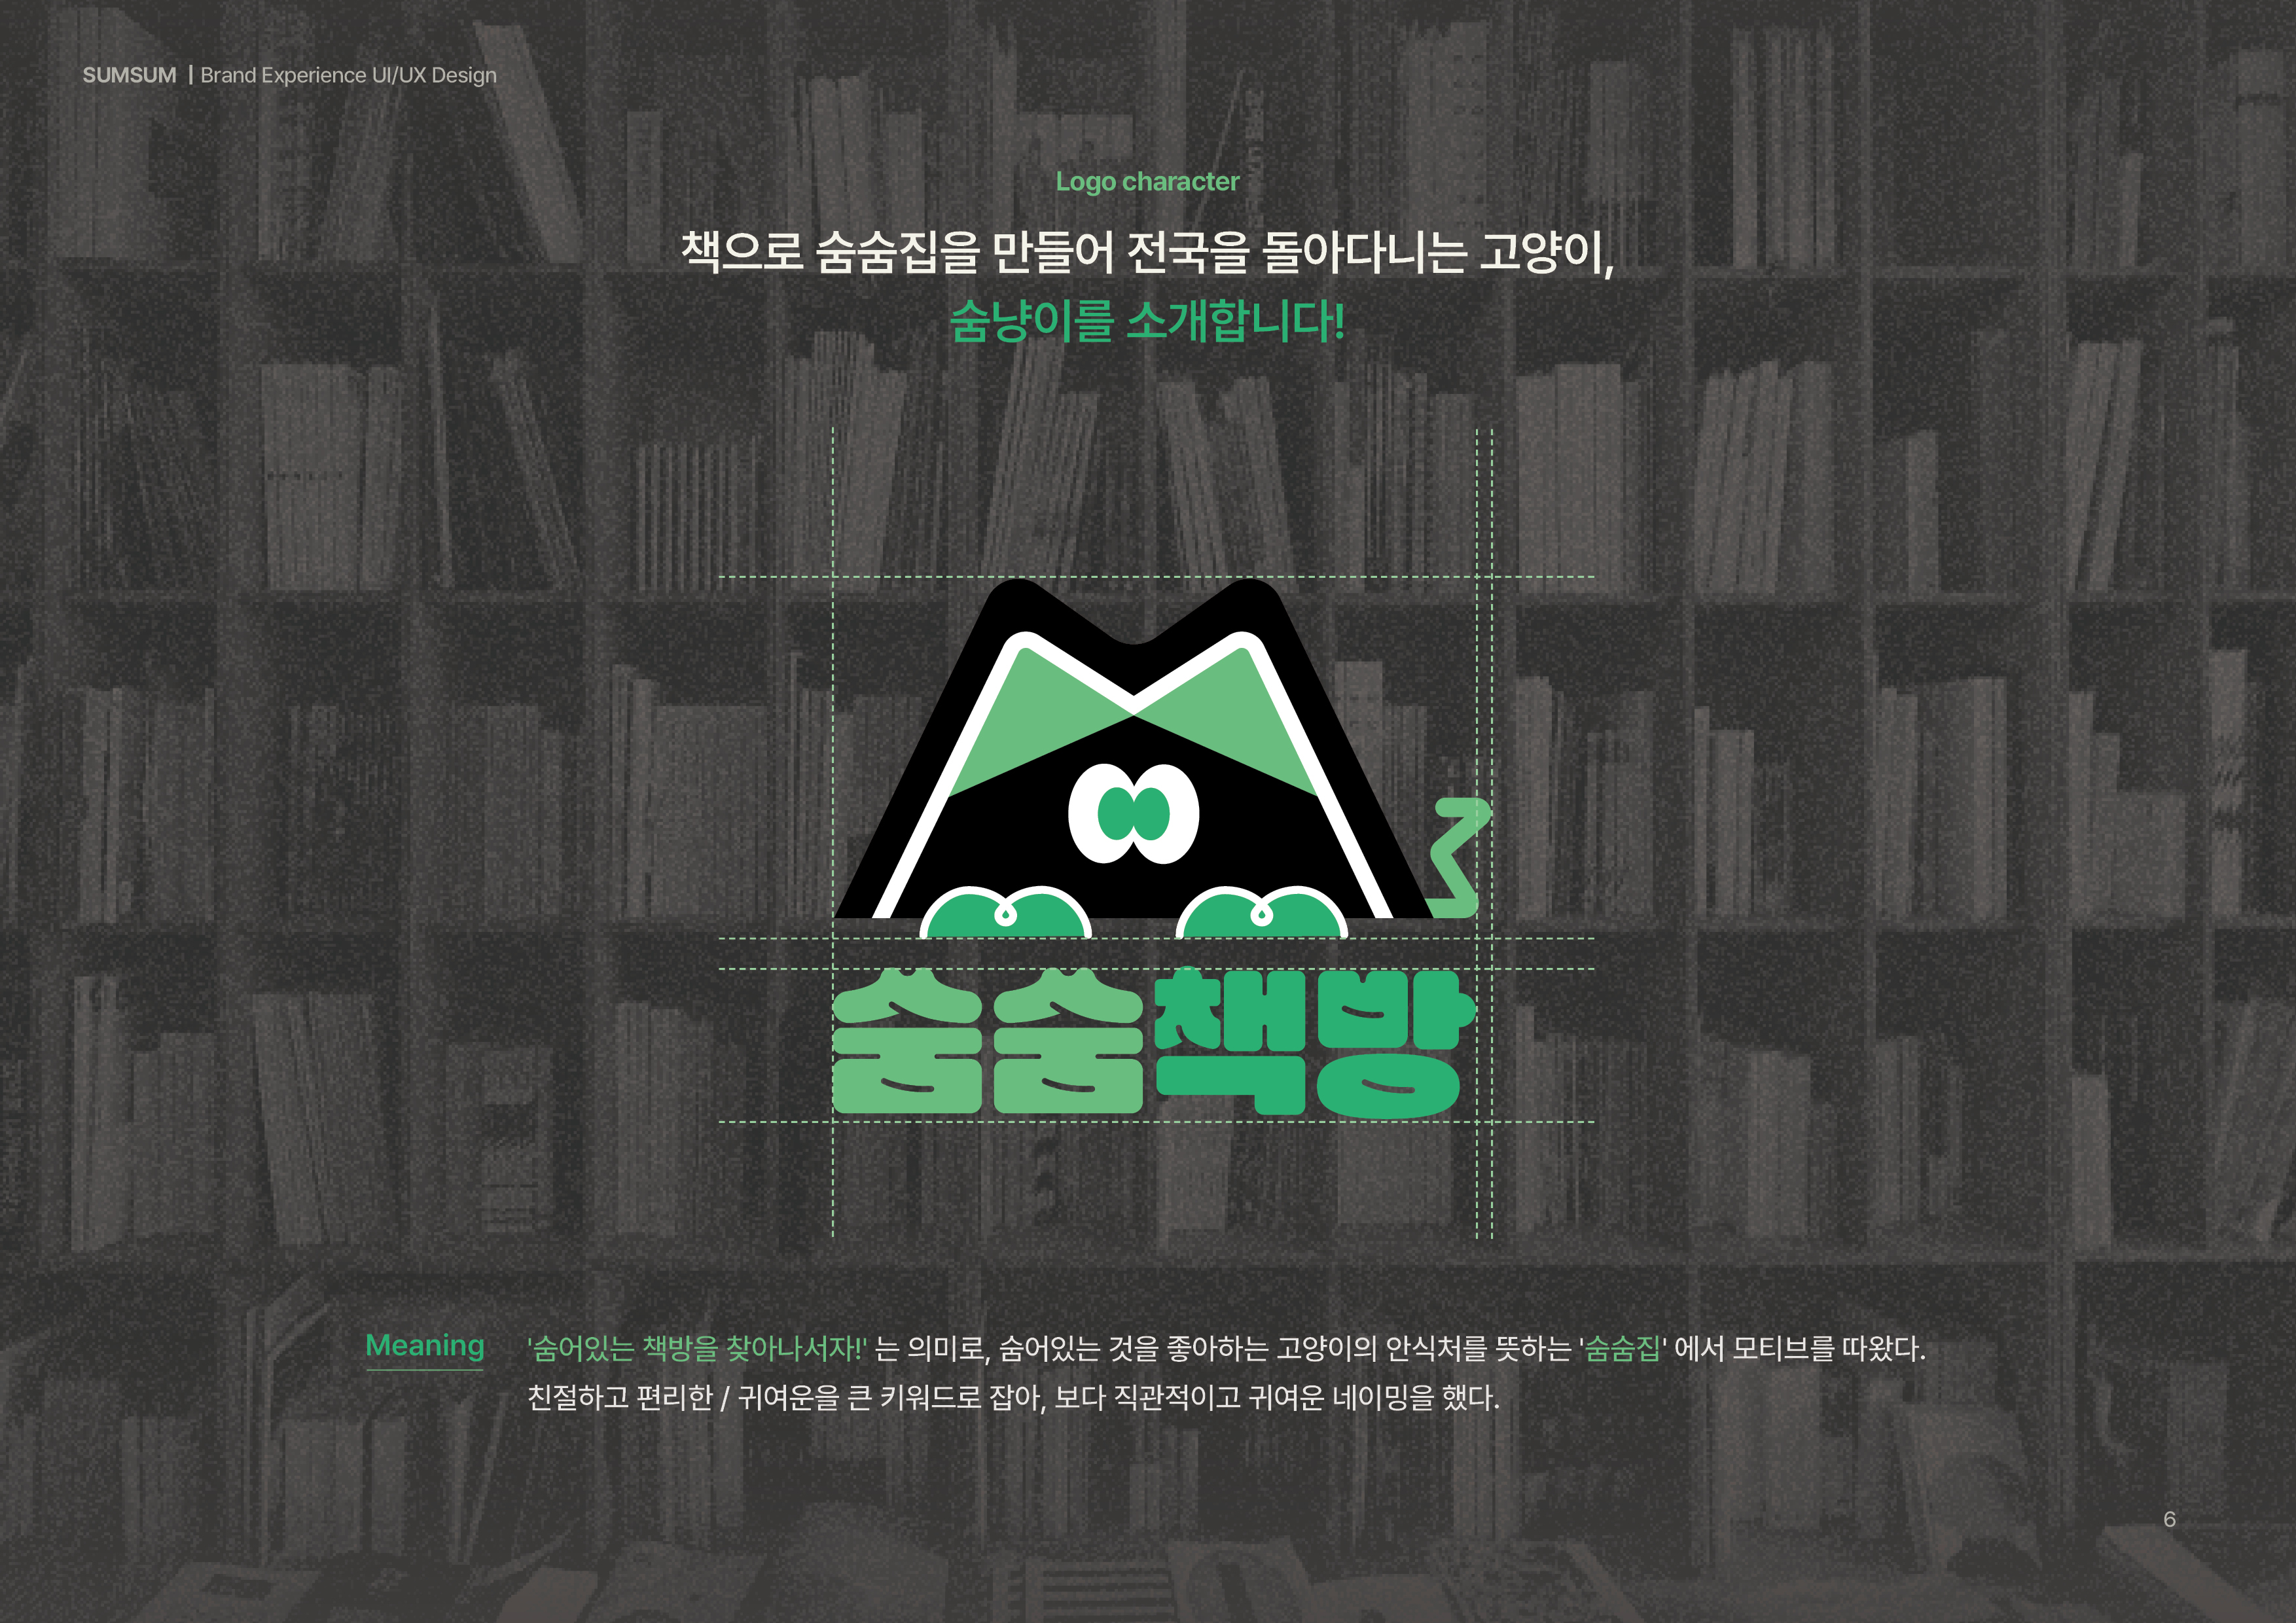 SUMSUM | Brand Experience UI/UX Design
Logo character
책으로 숨숨집을 만들어 전국을 돌아다니는 고양이,
숨냥이를 소개합니다!
숨숨책방
Meaning
'숨어있는 책방을 찾아나서자!' 는 의미로, 숨어있는 것을 좋아하는 고양이의 안식처를 뜻하는 '숨숨집' 에서 모티브를 따왔다.
친절하고 편리한 / 귀여운을 큰 키워드로 잡아, 보다 직관적이고 귀여운 네이밍을 했다.
6